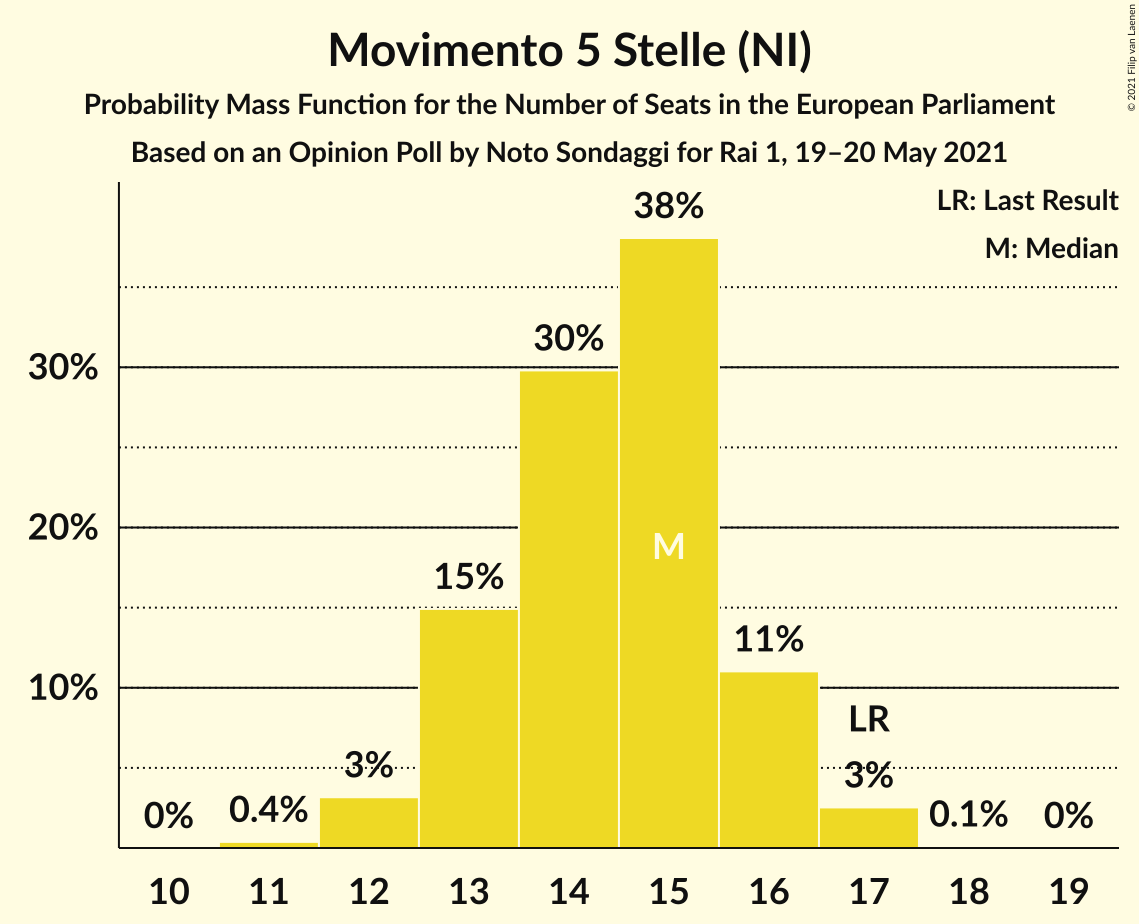 Movimento 5 Stelle (NI)
Probability Mass Function for the Number of Seats in the European Parliament
Based on an Opinion Poll by Noto Sondaggi for Rai 1, 19–20 May 2021
© 2021 Filip van Laenen
LR: Last Result
M: Median
38%
30%
30%
20%
M
15%
11%
10%
LR
3%
3%
0%
0.4%
0.1%
0%
10 11 12 13 14 15 16 17 18 19